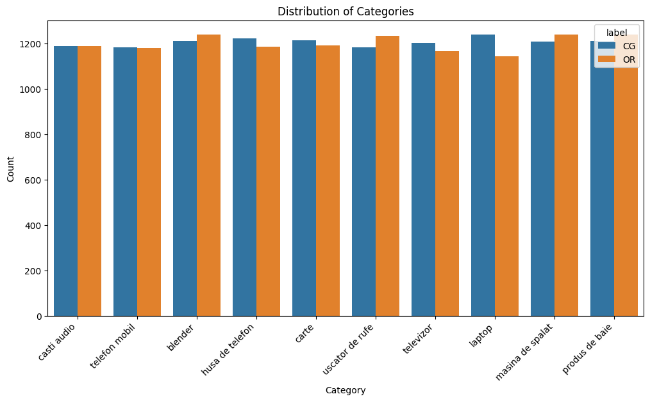 Distribution of Categories
label
CG
OR
Count
1200
1000
800
600
400
200
0
casti audio
telefon mobil
blender
husa de telefon
carte
uscator de rufe
televizor
laptop
masina de spalat
produs de baie
Category